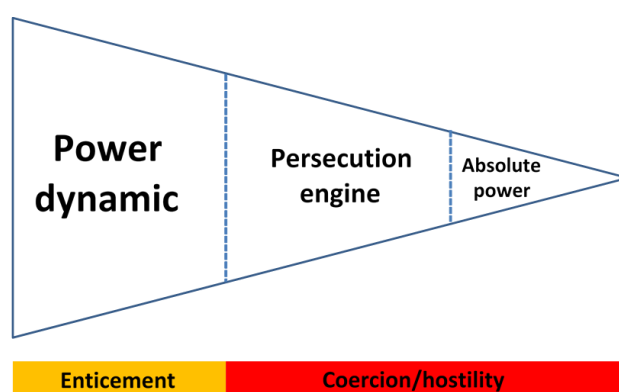 Power
dynamic
Persecution
engine
Absolute
power
Enticement
Coercion/hostility